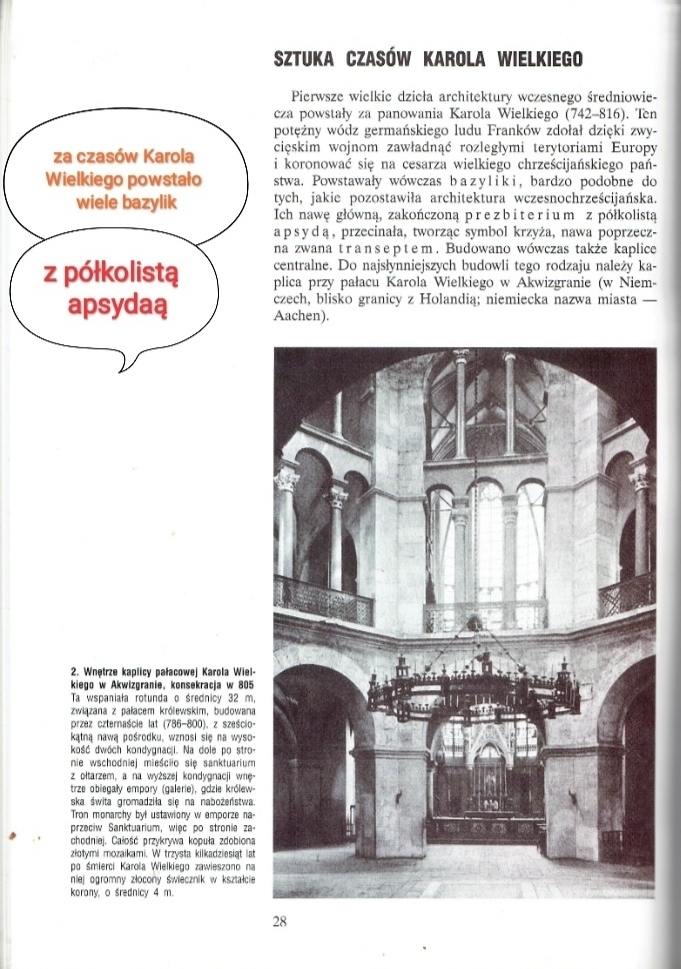 SZTUKA CZASÓW KAROLA WIELKIEGO
Pierwsze wielkie dzieła architektury wczesnego średniowie-
cza powstały za panowania Karola Wielkiego (742–816). Ten
potężny wódz germańskiego ludu Franków zdołał dzięki zwy-
cięskim wojnom zawładnąć rozległymi terytoriami Europy
i koronować się na cesarza wielkiego chrześcijańskiego pań-
stwa. Powstawały wówczas bazyliki, bardzo podobne do
tych, jakie pozostawiła architektura wczesnochrześcijańska.
Ich nawę główną, zakończoną prezbiterium z półkolistą
apsydą, przecinała, tworząc symbol krzyża, nawa poprzecz-
na zwana transeptem. Budowano wówczas także kaplice
centralne. Do najsłynniejszych budowli tego rodzaju należy ka-
plica przy pałacu Karola Wielkiego w Akwizgranie (w Niem-
czech, blisko granicy z Holandią; niemiecka nazwa miasta —
Aachen).
za czasów Karola
Wielkiego powstało
wiele bazylik
z półkolistą
apsydaą
2. Wnętrze kaplicy pałacowej Karola Wiel-
kiego w Akwizgranie, konsekracja w 805
Ta wspaniała rotunda o średnicy 32 m,
związana z pałacem królewskim, budowana
przez czternaście lat (786–800), z sześcio-
kątną nawą pośrodku, wznosi się na wyso-
kość dwóch kondygnacji. Na dole po stro-
nie wschodniej mieściło się sanktuarium
z ołtarzem, a na wyższej kondygnacji wnę-
trze obiegały empory (galerie), gdzie królew-
ska świta gromadziła się na nabożeństwa.
Tron monarchy był ustawiony w emporze na-
przeciw Sanktuarium, więc po stronie za-
chodniej. Całość przykrywa kopuła zdobiona
złotymi mozaikami. W trzysta kilkadziesiąt lat
po śmierci Karola Wielkiego zawieszono na
niej ogromny złocony świecznik w kształcie
korony, o średnicy 4 m.
28